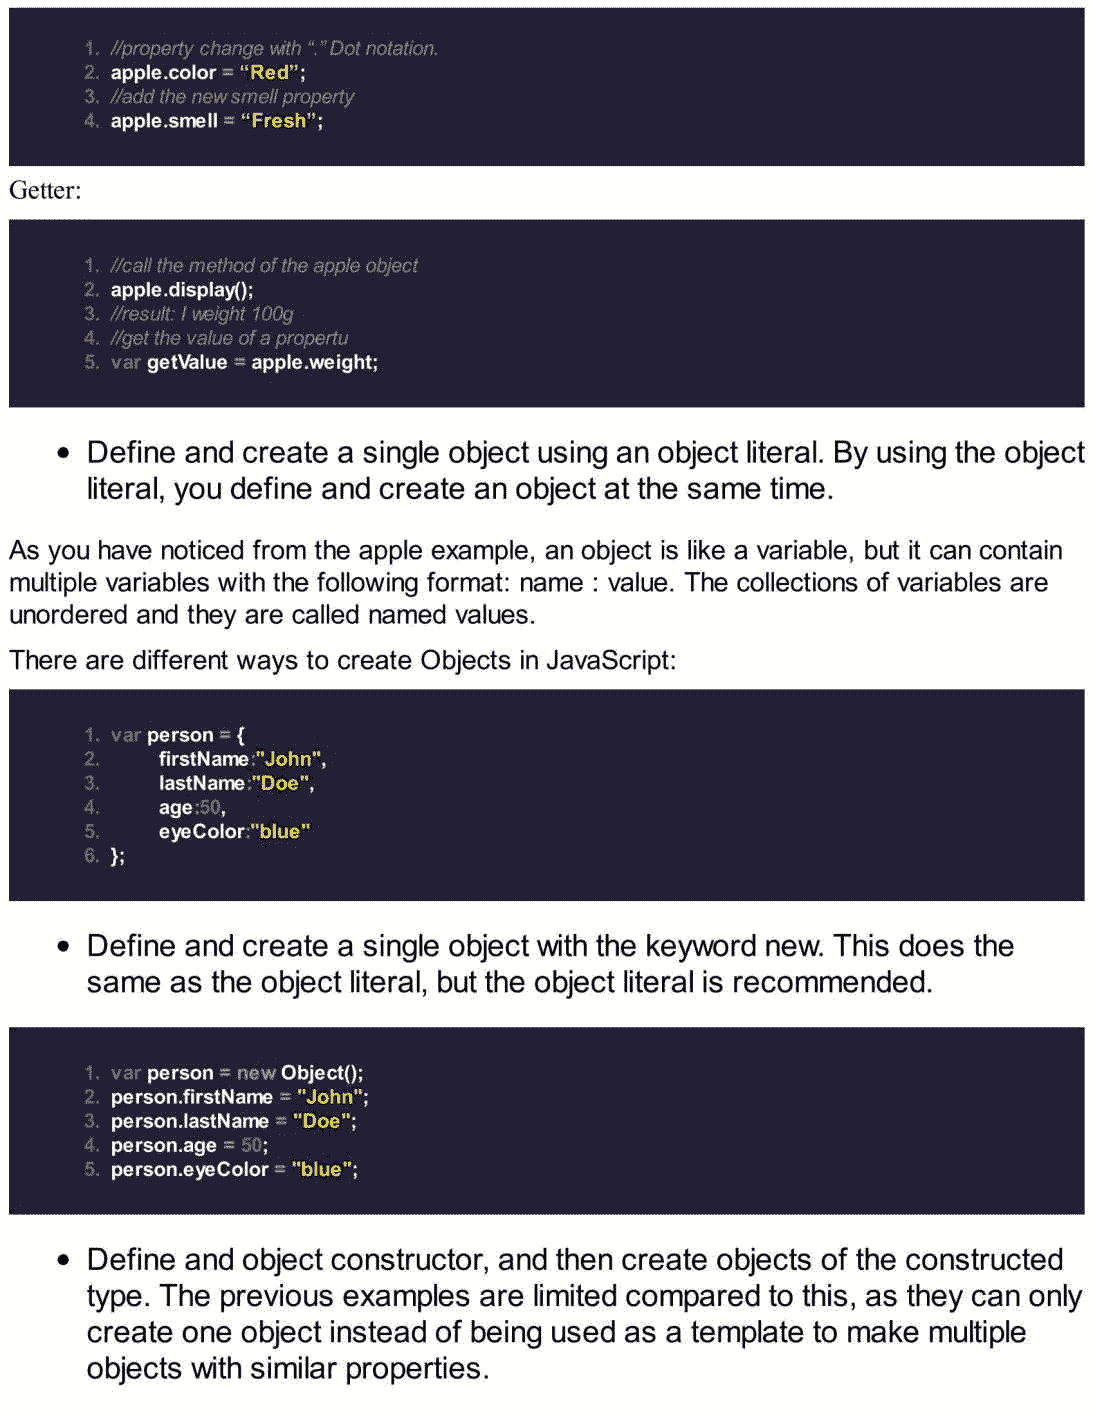 1. //property change with “.” Dot notation.
2. apple.color = “Red”;
3. //add the new smell property
4. apple.smell = “Fresh”;
Getter:
1. //call the method of the apple object
2. apple.display();
3. //result: I weight 100g
4. //get the value of a propertu
5. var getValue = apple.weight;
• Define and create a single object using an object literal. By using the object
literal, you define and create an object at the same time.
As you have noticed from the apple example, an object is like a variable, but it can contain
multiple variables with the following format: name : value. The collections of variables are
unordered and they are called named values.
There are different ways to create Objects in JavaScript:
1. var person = {
2. firstName:"John",
3. lastName:"Doe",
4. age:50,
5. eyeColor:"blue"
6. };
• Define and create a single object with the keyword new. This does the
same as the object literal, but the object literal is recommended.
1. var person = new Object();
2. person.firstName = "John";
3. person.lastName = "Doe";
4. person.age = 50;
5. person.eyeColor = "blue";
• Define and object constructor, and then create objects of the constructed
type. The previous examples are limited compared to this, as they can only
create one object instead of being used as a template to make multiple
objects with similar properties.